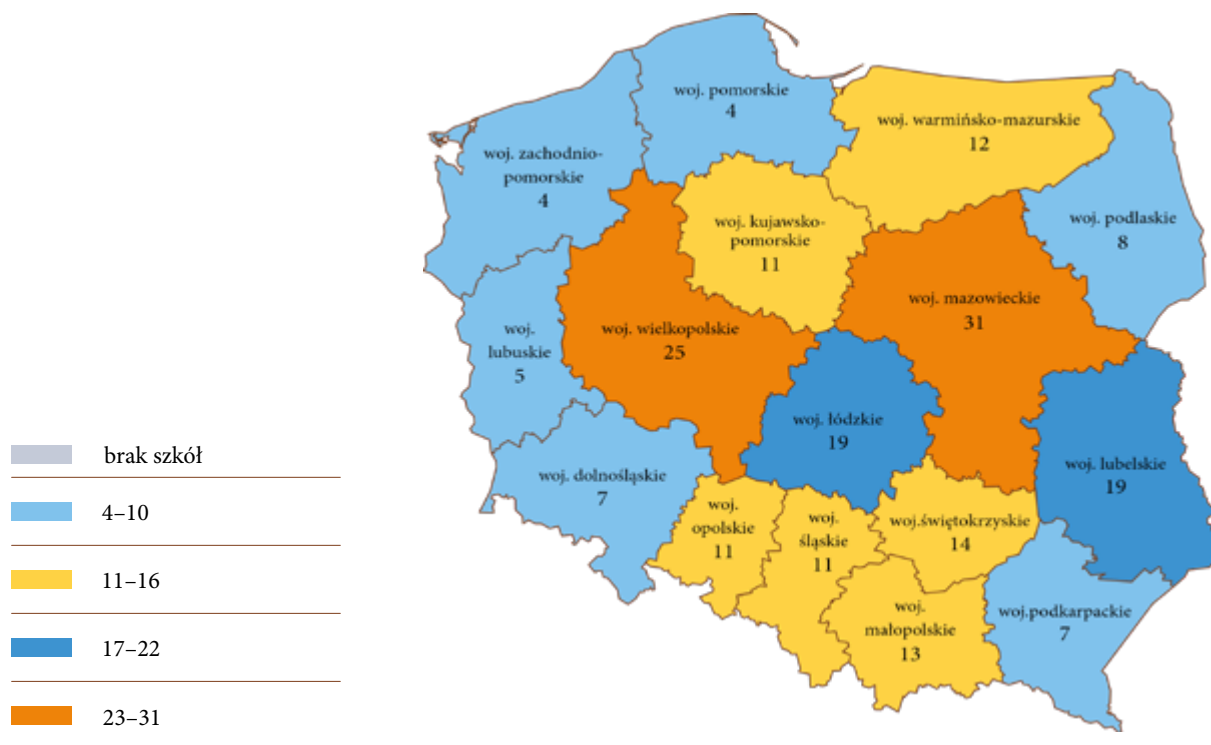 woj. pomorskie
4
woj. warmińsko-mazurskie
12
woj. zachodnio-
pomorskie
4
woj. podlaskie
8
woj. kujawsko-
pomorskie
11
woj. mazowieckie
31
woj. wielkopolskie
25
woj.
lubuskie
5
woj. łódzkie
19
woj. lubelskie
19
woj. dolnośląskie
7
woj.
opolskie
11
woj.
śląskie
11
woj.świętokrzyskie
14
woj.
małopolskie
13
woj.podkarpackie
7
brak szkół
4–10
11–16
17–22
23–31